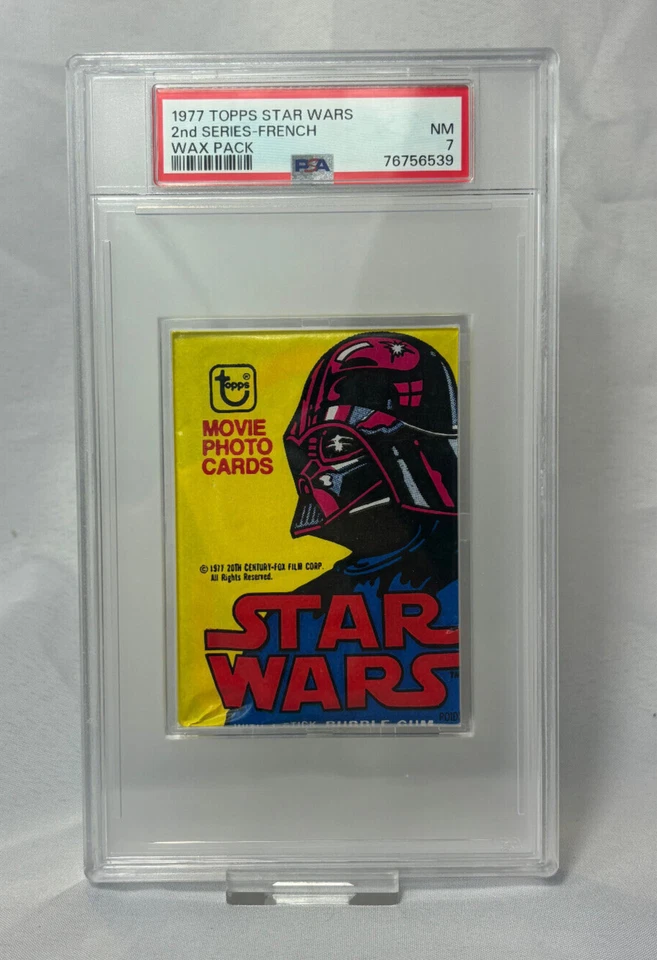 1977 TOPPS STAR WARS
2nd SERIES-FRENCH
NM
WAX PACK
7
PSA
76756539
topps®
MOVIE
PHOTO
CARDS
© 1977 20TH CENTURY-FOX FILM CORP.
All Rights Reserved.
STAR
WARS™
BUBBLE GUM